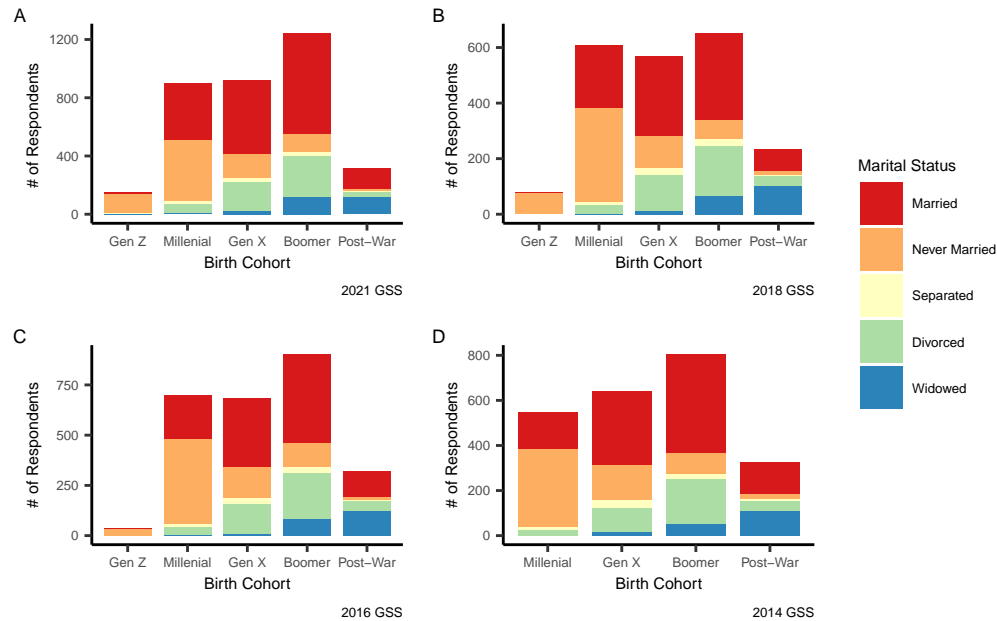 A
# of Respondents
1200
800
400
0
Gen Z Millenial Gen X Boomer Post−War
Birth Cohort
2021 GSS
B
# of Respondents
600
400
200
0
Gen Z Millenial Gen X Boomer Post−War
Birth Cohort
2018 GSS
C
# of Respondents
750
500
250
0
Gen Z Millenial Gen X Boomer Post−War
Birth Cohort
2016 GSS
D
# of Respondents
800
600
400
200
0
Millenial Gen X Boomer Post−War
Birth Cohort
2014 GSS
Marital Status
Married
Never Married
Separated
Divorced
Widowed